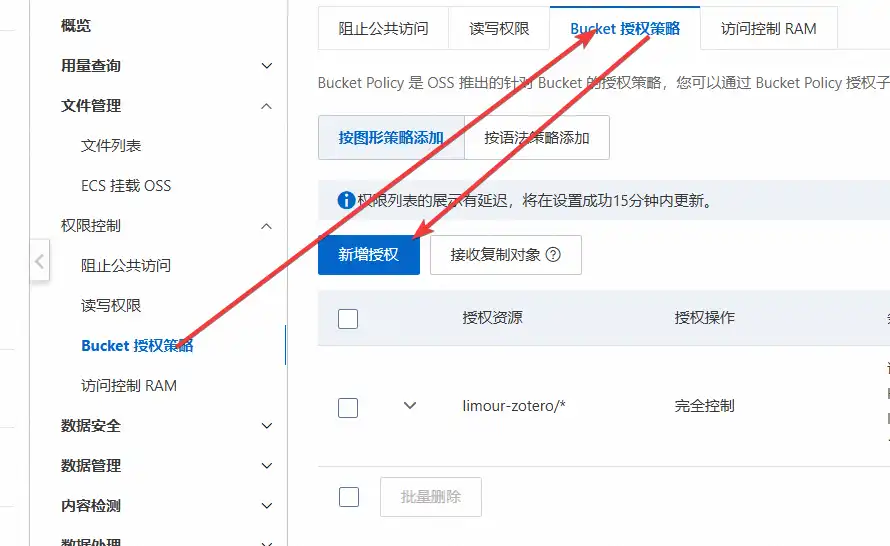 概览
用量查询
文件管理
文件列表
ECS 挂载 OSS
权限控制
阻止公共访问
读写权限
Bucket 授权策略
访问控制 RAM
数据安全
数据管理
内容检测
数据处理
阻止公共访问 读写权限 Bucket 授权策略 访问控制 RAM
Bucket Policy 是 OSS 推出的针对 Bucket 的授权策略，您可以通过 Bucket Policy 授权子
按图形策略添加 按语法策略添加
权限列表的展示有延迟，将在设置成功15分钟内更新。
新增授权 接收复制对象
授权资源 授权操作
limour-zotero/* 完全控制
批量删除